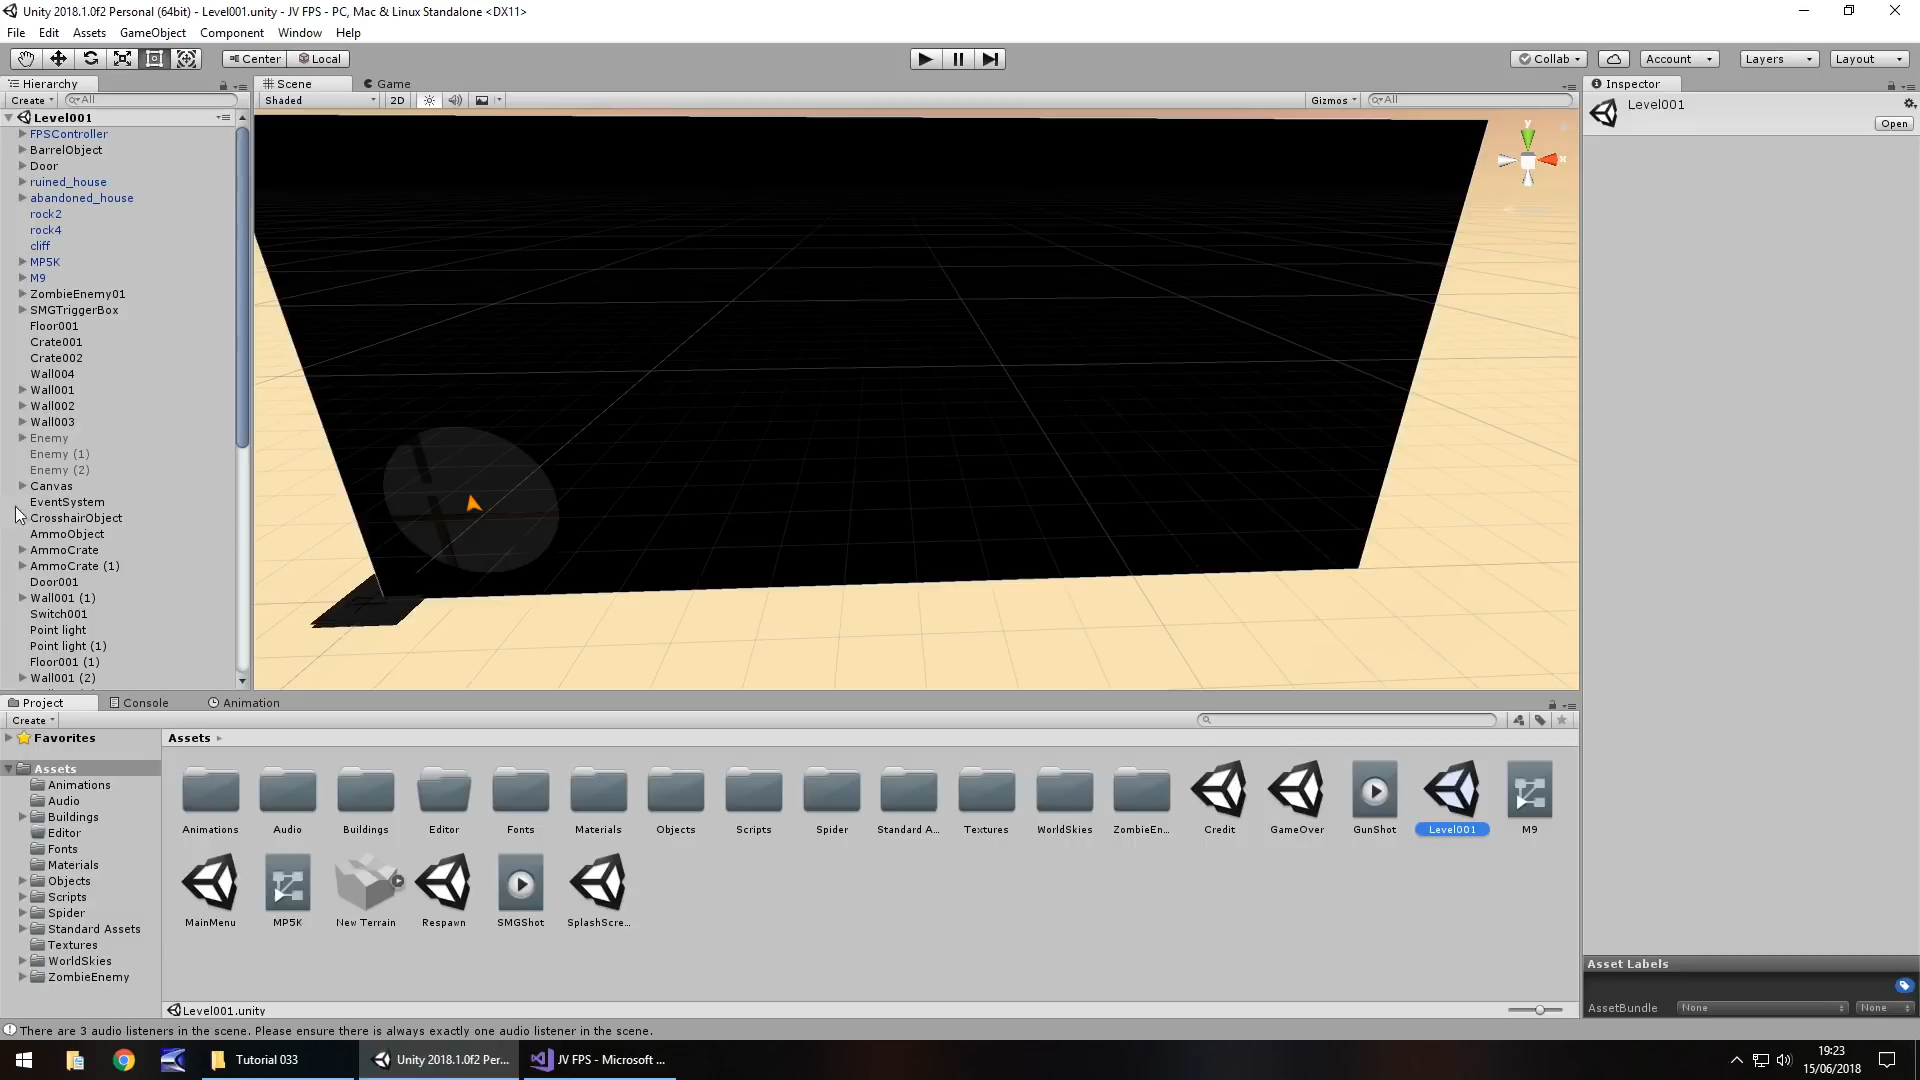 Unity 2018.1.0f2 Personal (64bit) - Level001.unity - JV FPS - PC, Mac & Linux Standalone <DX11>
File Edit Assets GameObject Component Window Help
Center Local
Collab Account Layers Layout
Hierarchy
Create All
Level001
FPSController
BarrelObject
Door
ruined_house
abandoned_house
rock2
rock4
cliff
MP5K
M9
ZombieEnemy01
SMGTriggerBox
Floor001
Crate001
Crate002
Wall004
Wall001
Wall002
Wall003
Enemy
Enemy (1)
Enemy (2)
Canvas
EventSystem
CrosshairObject
AmmoObject
AmmoCrate
AmmoCrate (1)
Door001
Wall001 (1)
Switch001
Point light
Point light (1)
Floor001 (1)
Wall001 (2)
Scene Game
Shaded 2D Gizmos All
y
x
Inspector
Level001
Open
Project Console Animation
Create
Favorites
Assets
Animations
Audio
Buildings
Editor
Fonts
Materials
Objects
Scripts
Spider
Standard Assets
Textures
WorldSkies
ZombieEnemy
Assets
Animations Audio Buildings Editor Fonts Materials Objects Scripts Spider Standard A... Textures WorldSkies ZombieEn... Credit GameOver GunShot Level001 M9
MainMenu MP5K New Terrain Respawn SMGShot SplashScre...
Level001.unity
Asset Labels
AssetBundle None None
There are 3 audio listeners in the scene. Please ensure there is always exactly one audio listener in the scene.
Tutorial 033 Unity 2018.1.0f2 Per... JV FPS - Microsoft ...
19:23
15/06/2018